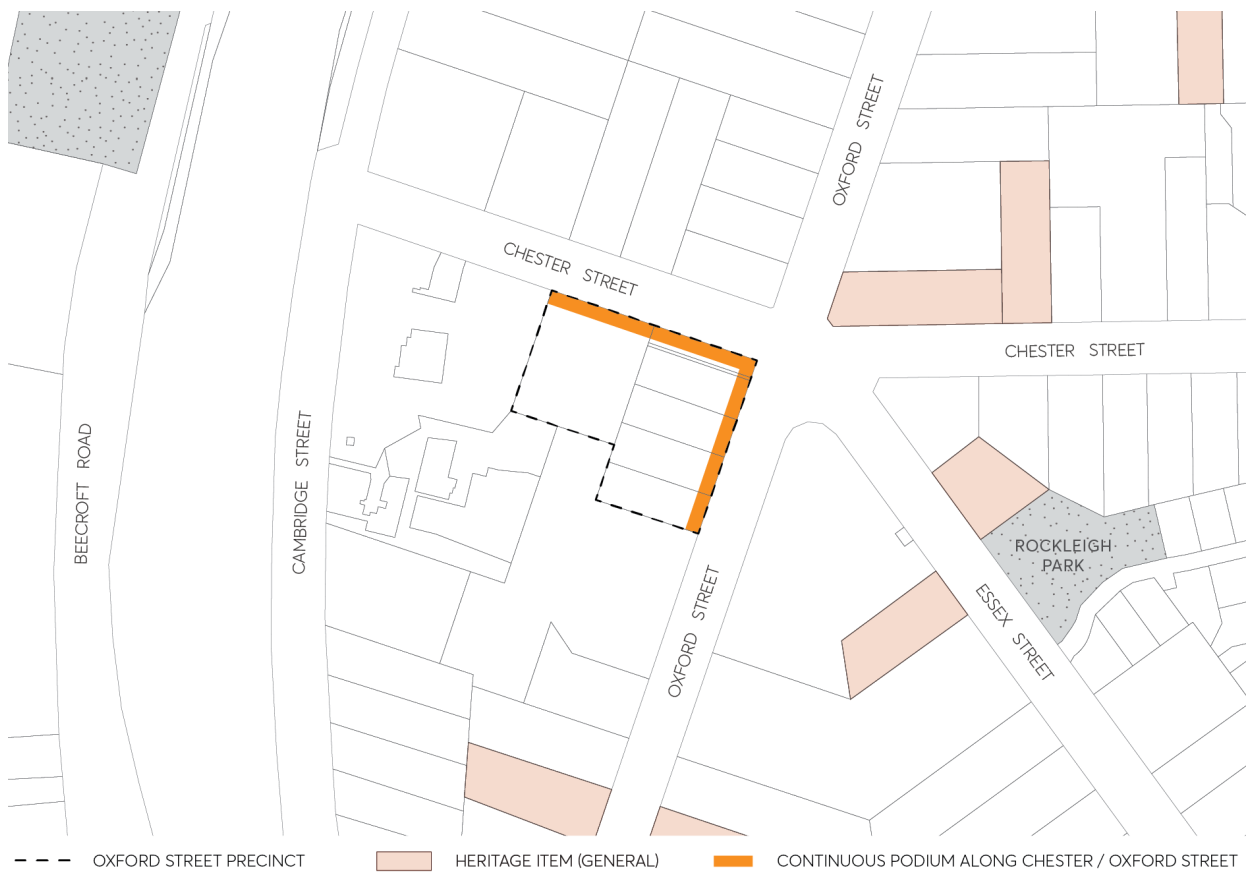 OXFORD STREET
CHESTER STREET
CHESTER STREET
BEECROFT ROAD
CAMBRIDGE STREET
ROCKLEIGH
PARK
OXFORD STREET
ESSEX STREET
OXFORD STREET PRECINCT
HERITAGE ITEM (GENERAL)
CONTINUOUS PODIUM ALONG CHESTER / OXFORD STREET